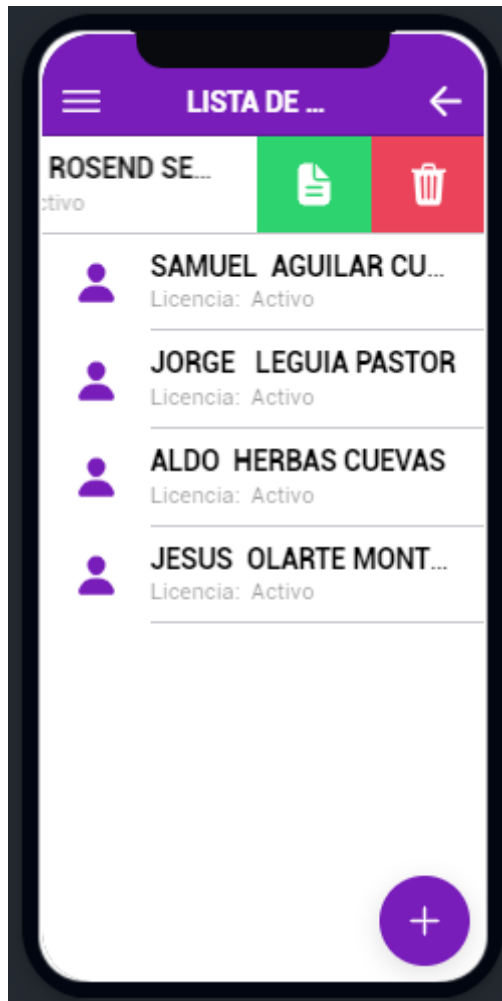 LISTA DE ...
ROSEND SE...
ctivo
SAMUEL AGUILAR CU...
Licencia: Activo
JORGE LEGUIA PASTOR
Licencia: Activo
ALDO HERBAS CUEVAS
Licencia: Activo
JESUS OLARTE MONT...
Licencia: Activo